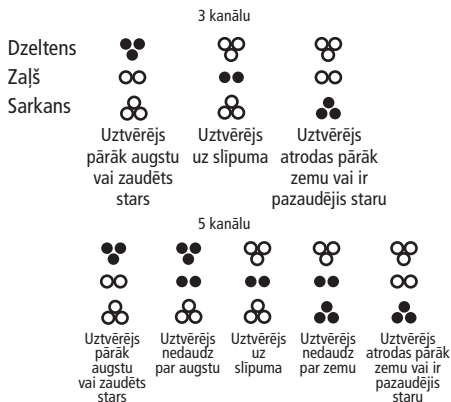 3 kanālu
Dzeltens
Zaļš
Sarkans
Uztvērējs
pārāk augstu
vai zaudēts
stars
Uztvērējs
uz slīpuma
Uztvērējs
atrodas pārāk
zemu vai ir
pazaudējis staru
5 kanālu
Uztvērējs
pārāk
augstu
vai zaudēts
stars
Uztvērējs
nedaudz
par augstu
Uztvērējs
uz
slīpuma
Uztvērējs
nedaudz
par zemu
Uztvērējs
atrodas pārāk
zemu vai ir
pazaudējis
staru